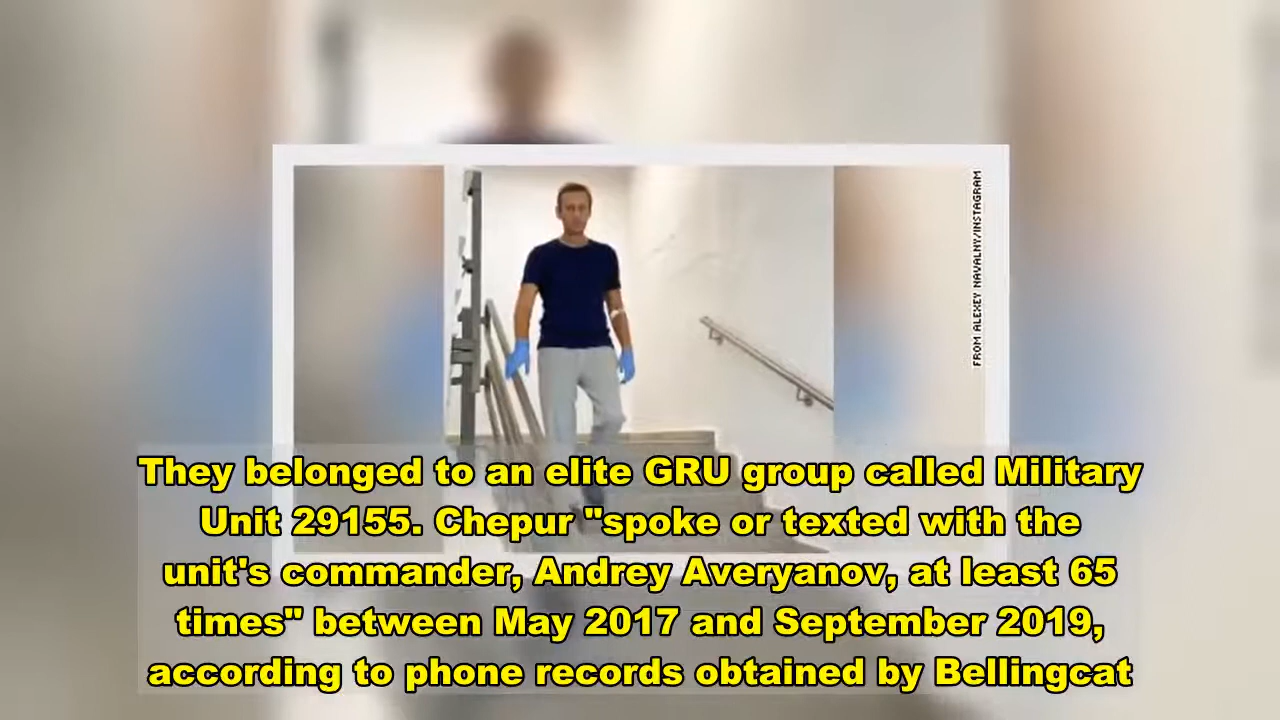 FROM ALEXEY NAVALNY/INSTAGRAM
They belonged to an elite GRU group called Military
Unit 29155. Chepur "spoke or texted with the
unit's commander, Andrey Averyanov, at least 65
times" between May 2017 and September 2019,
according to phone records obtained by Bellingcat